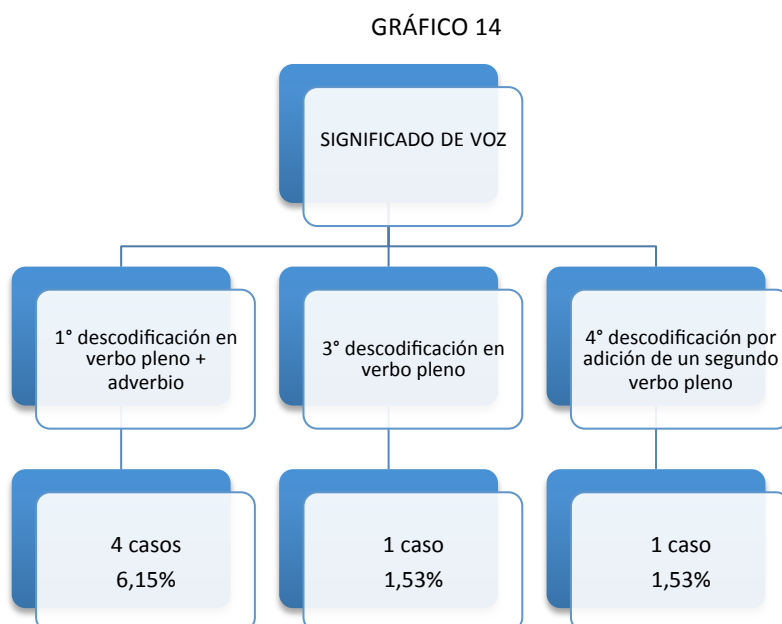 GRÁFICO 14
SIGNIFICADO DE VOZ
1° descodificación en
verbo pleno +
adverbio
3° descodificación en
verbo pleno
4° descodificación por
adición de un segundo
verbo pleno
4 casos
6,15%
1 caso
1,53%
1 caso
1,53%